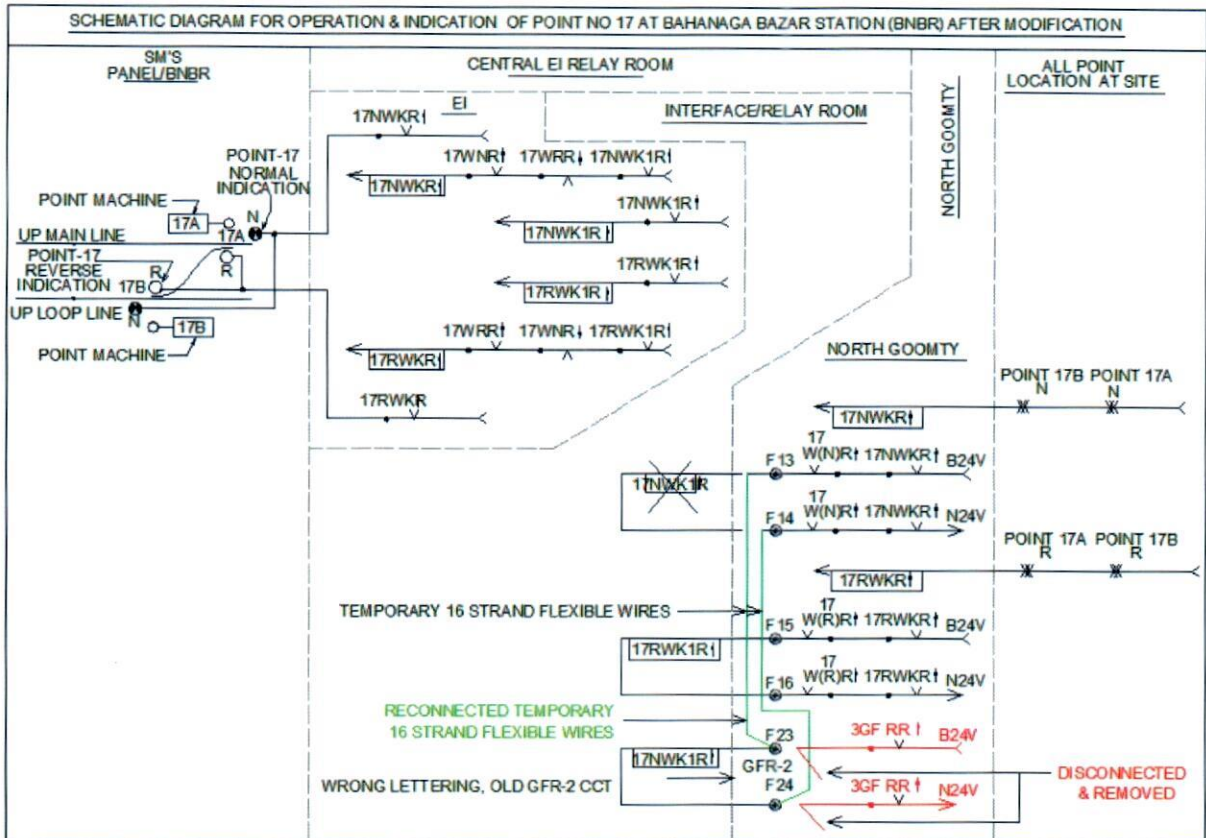 SCHEMATIC DIAGRAM FOR OPERATION & INDICATION OF POINT NO 17 AT BAHANAGA BAZAR STATION (BNBR) AFTER MODIFICATION
SM'S
PANEL/BNBR
CENTRAL EI RELAY ROOM
ALL POINT
LOCATION AT SITE
EI
INTERFACE/RELAY ROOM
NORTH GOOMTY
17NWKR↑
17WNR↑ 17WRR↓ 17NWK1R↑
17NWKR↑
POINT-17
NORMAL
INDICATION
POINT MACHINE
17A
N
17A
UP MAIN LINE
POINT-17
REVERSE
INDICATION
R
R
17B
UP LOOP LINE
N
17B
POINT MACHINE
17NWK1R↑
17NWK1R↑
17RWK1R↑
17RWK1R↑
17WRR↑ 17WNR↓ 17RWK1R↑
17RWKR↑
17RWKR
NORTH GOOMTY
POINT 17B POINT 17A
N N
17NWKR↑
F13
17
W(N)R↑ 17NWKR↑ B24V
17NWK1R
F14
17
W(N)R↑ 17NWKR↑ N24V
POINT 17A POINT 17B
R R
17RWKR↑
TEMPORARY 16 STRAND FLEXIBLE WIRES
F15
17
W(R)R↑ 17RWKR↑ B24V
17RWK1R↑
F16
17
W(R)R↑ 17RWKR↑ N24V
RECONNECTED TEMPORARY
16 STRAND FLEXIBLE WIRES
F23
3GF RR↑ B24V
17NWK1R↑
GFR-2
WRONG LETTERING, OLD GFR-2 CCT
F24
3GF RR↑ N24V
DISCONNECTED
& REMOVED